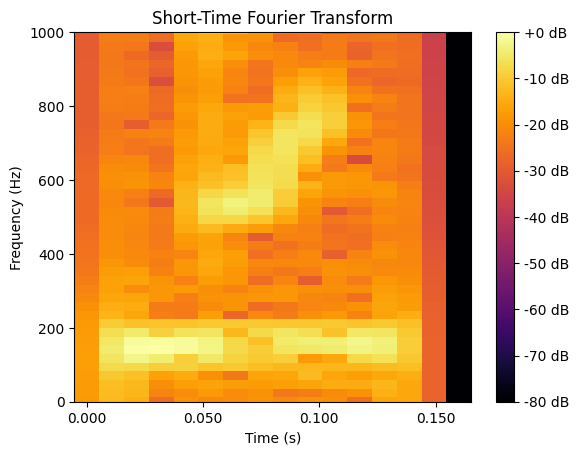 Short-Time Fourier Transform
1000
800
600
400
200
0
Frequency (Hz)
0.000
0.050
0.100
0.150
Time (s)
+0 dB
-10 dB
-20 dB
-30 dB
-40 dB
-50 dB
-60 dB
-70 dB
-80 dB